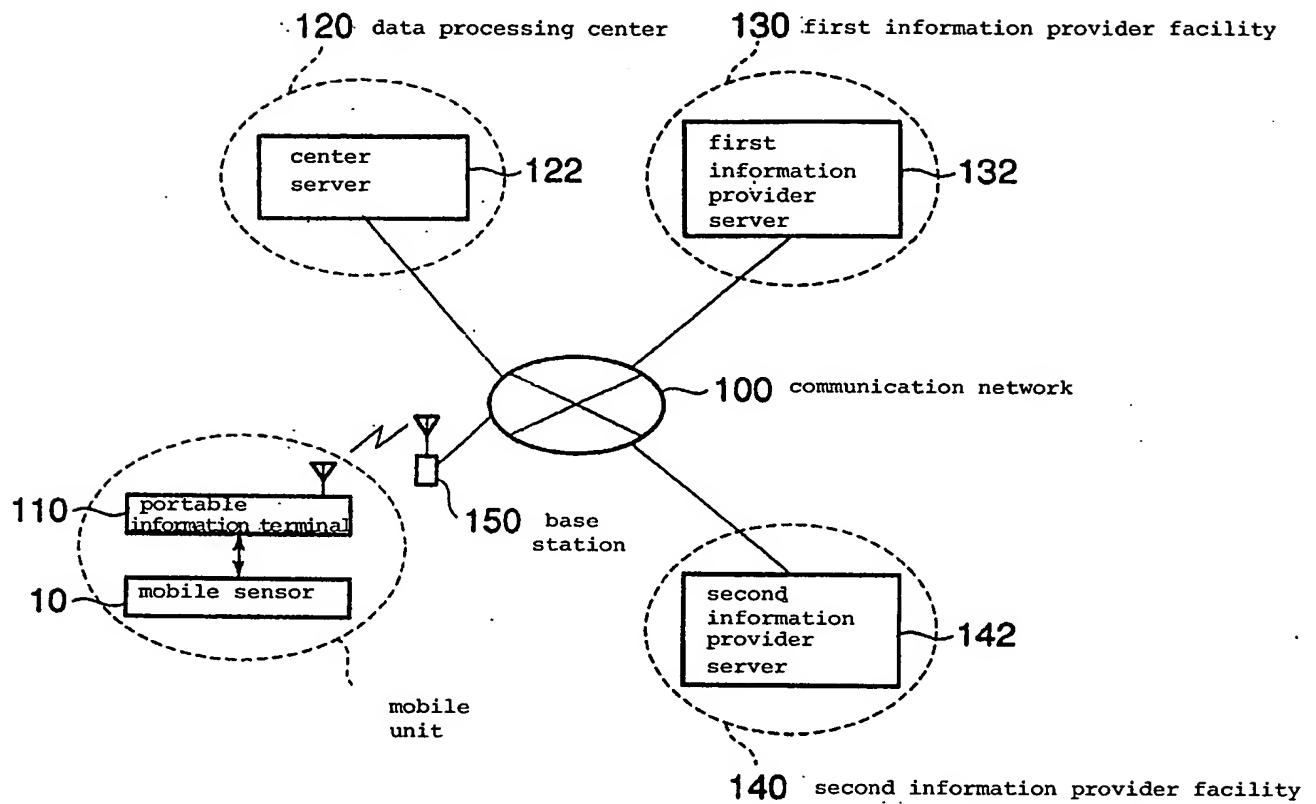 120 data processing center
130 first information provider facility
center
server
122
first
information
provider
server
132
100 communication network
110
portable
information terminal
150 base
station
10
mobile sensor
second
information
provider
server
142
mobile
unit
140 second information provider facility